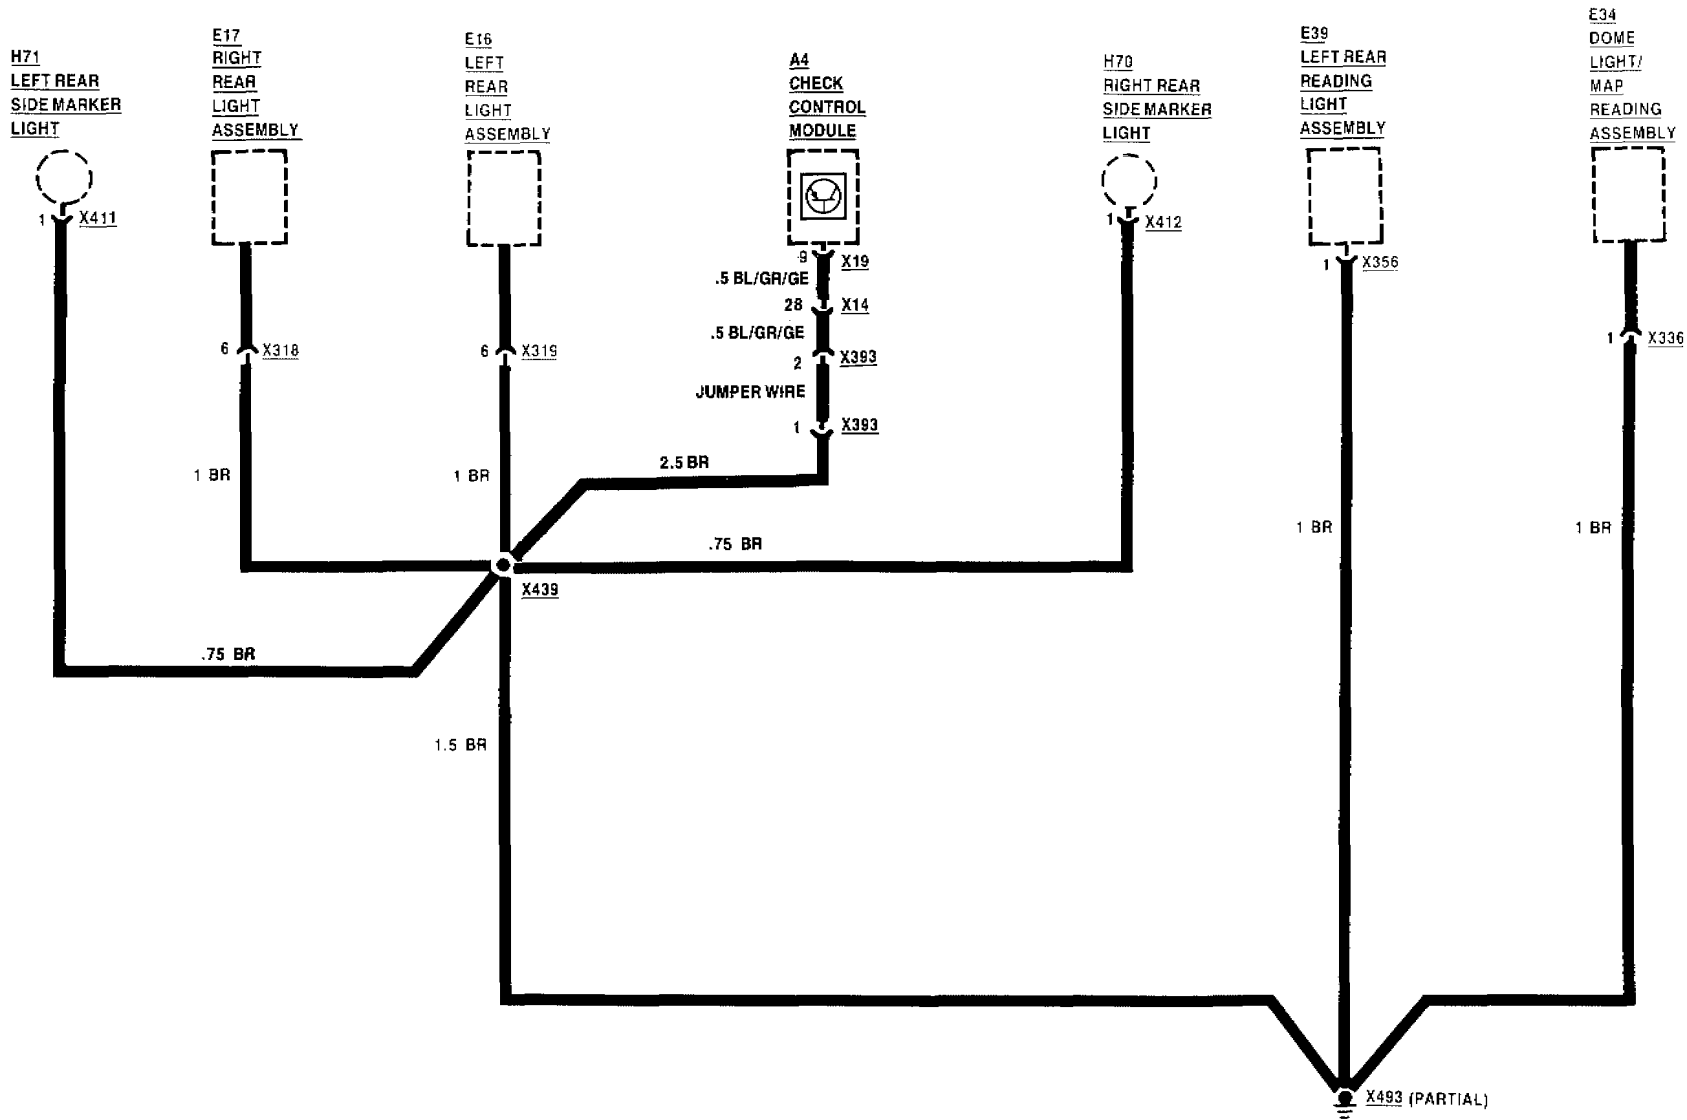 H71
LEFT REAR
SIDE MARKER
LIGHT
E17
RIGHT
REAR
LIGHT
ASSEMBLY
E16
LEFT
REAR
LIGHT
ASSEMBLY
A4
CHECK
CONTROL
MODULE
H70
RIGHT REAR
SIDE MARKER
LIGHT
E39
LEFT REAR
READING
LIGHT
ASSEMBLY
E34
DOME
LIGHT/
MAP
READING
ASSEMBLY
1 X411
9 X19
1 X412
1 X356
.5 BL/GR/GE
28 X14
.5 BL/GR/GE
6 X318
6 X319
2 X393
1 X336
JUMPER WIRE
1 X393
2.5 BR
1 BR
1 BR
1 BR
1 BR
.75 BR
X439
.75 BR
1.5 BR
X493 (PARTIAL)